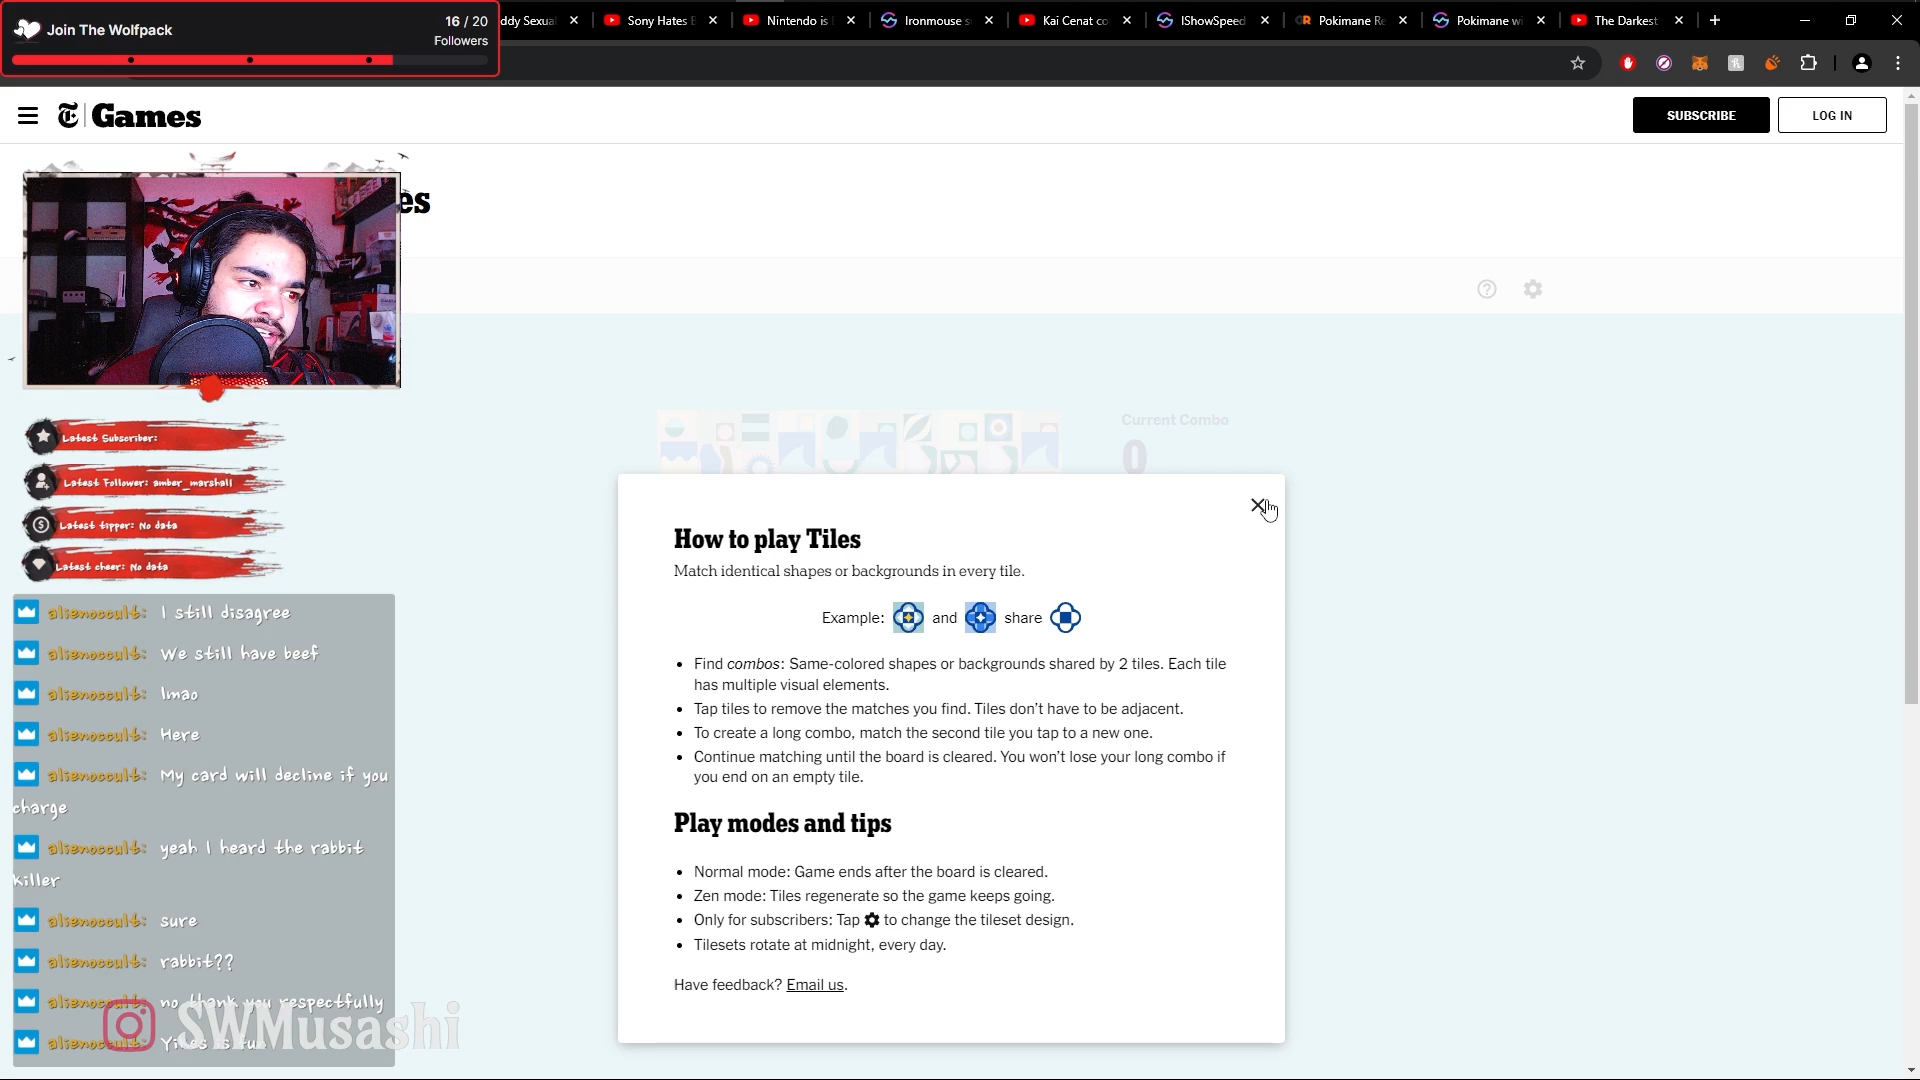 Join The Wolfpack
16 / 20
Followers
ddy Sexua
Sony Hates B
Nintendo is
Ironmouse s
Kai Cenat co
IShowSpeed
Pokimane Re
Pokimane wi
The Darkest
Games
SUBSCRIBE
LOG IN
es
Current Combo
0
How to play Tiles
Match identical shapes or backgrounds in every tile.
Example: and share
Find combos: Same-colored shapes or backgrounds shared by 2 tiles. Each tile
has multiple visual elements.
Tap tiles to remove the matches you find. Tiles don’t have to be adjacent.
To create a long combo, match the second tile you tap to a new one.
Continue matching until the board is cleared. You won’t lose your long combo if
you end on an empty tile.
Play modes and tips
Normal mode: Game ends after the board is cleared.
Zen mode: Tiles regenerate so the game keeps going.
Only for subscribers: Tap to change the tileset design.
Tilesets rotate at midnight, every day.
Have feedback? Email us.
Latest Subscriber:
Latest Follower: amber_marshall
Latest tipper: No data
Latest cheer: No data
alienoccult: I still disagree
alienoccult: We still have beef
alienoccult: lmao
alienoccult: Here
alienoccult: My card will decline if you
charge
alienoccult: yeah I heard the rabbit
killer
alienoccult: sure
alienoccult: rabbit??
alienoccult: no thank you respectfully
alienoccult: Yikes is fun
SWMusashi